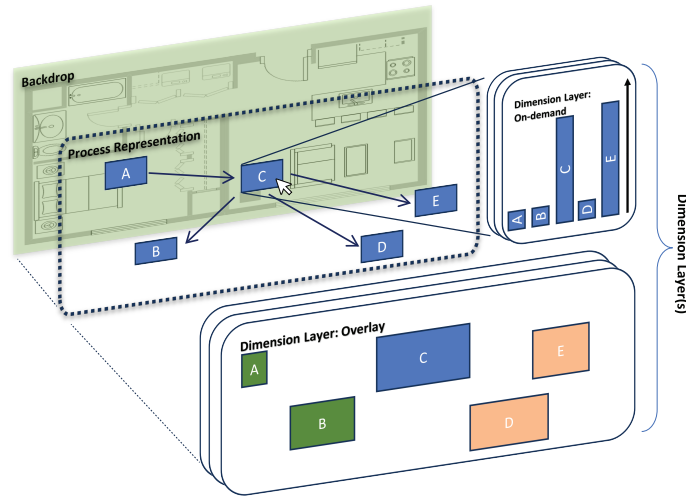 Backdrop
Process Representation
A
C
E
B
D
Dimension Layer:
On-demand
A
B
C
D
E
Dimension Layer: Overlay
A
C
E
B
D
Dimension Layer(s)